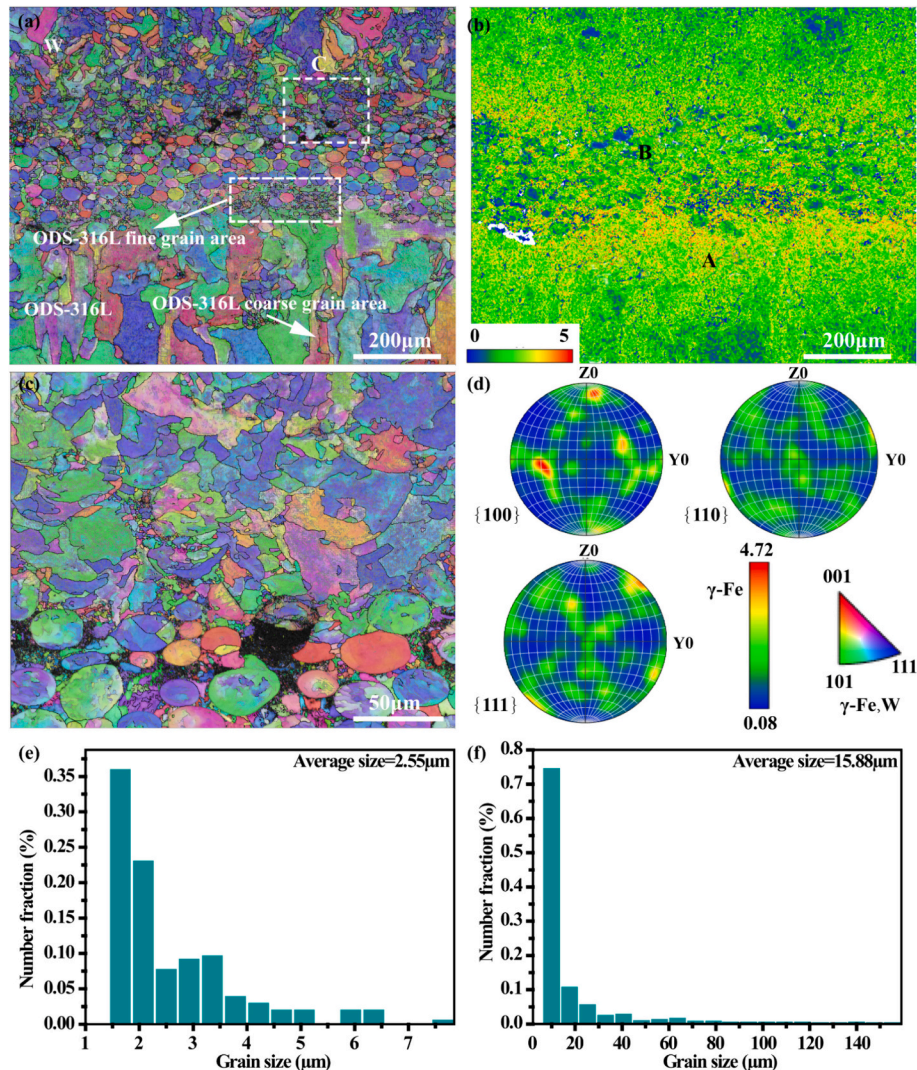 (a)
W
C
ODS-316L fine grain area
ODS-316L
ODS-316L coarse grain area
200μm
(b)
B
A
0 5
200μm
(c)
50μm
(d)
Z0
Y0
{100}
Z0
Y0
{110}
Z0
Y0
{111}
4.72
γ-Fe
0.08
001
101
111
γ-Fe,W
(e)
Average size=2.55μm
Number fraction (%)
0.35
0.30
0.25
0.20
0.15
0.10
0.05
0.00
1 2 3 4 5 6 7
Grain size (μm)
(f)
Average size=15.88μm
Number fraction (%)
0.8
0.7
0.6
0.5
0.4
0.3
0.2
0.1
0.0
0 20 40 60 80 100 120 140
Grain size (μm)